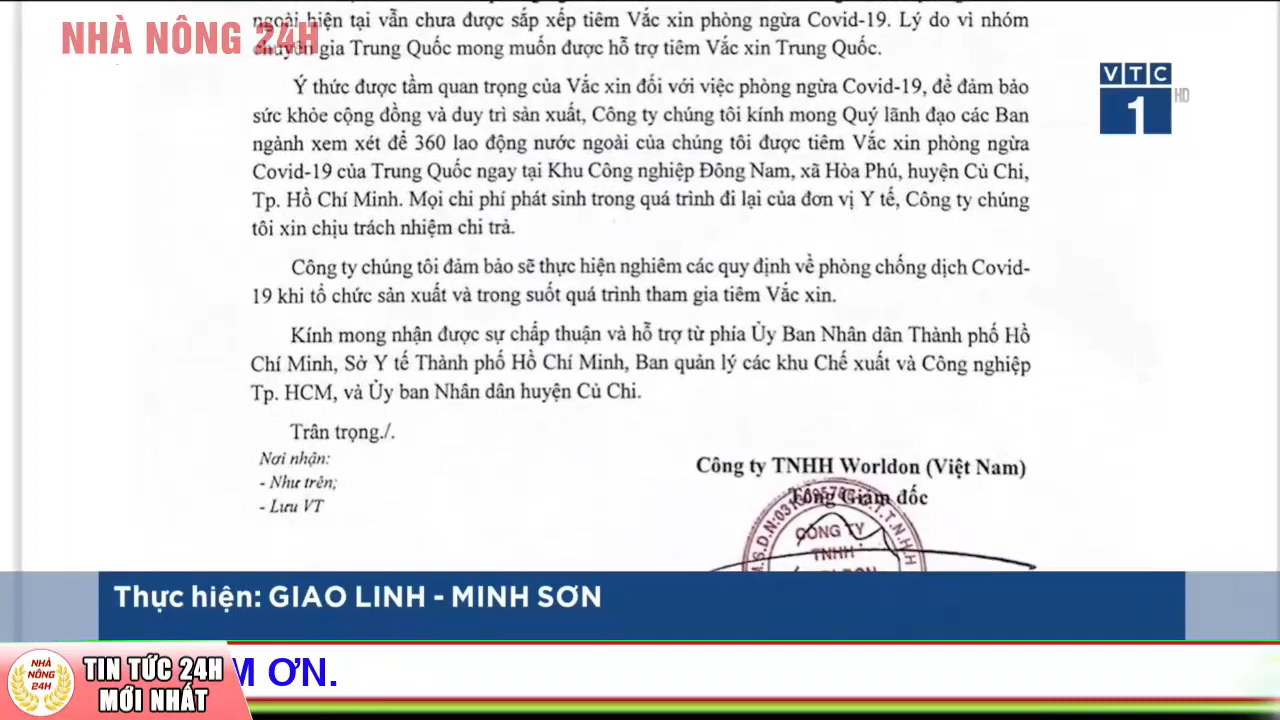 ngoài hiện tại vẫn chưa được sắp xếp tiêm Vắc xin phòng ngừa Covid-19. Lý do vì nhóm
NHÀ NÔNG 24H
chuyên gia Trung Quốc mong muốn được hỗ trợ tiêm Vắc xin Trung Quốc.
VTC
1
HD
Ý thức được tầm quan trọng của Vắc xin đối với việc phòng ngừa Covid-19, để đảm bảo
sức khỏe cộng đồng và duy trì sản xuất, Công ty chúng tôi kính mong Quý lãnh đạo các Ban
ngành xem xét để 360 lao động nước ngoài của chúng tôi được tiêm Vắc xin phòng ngừa
Covid-19 của Trung Quốc ngay tại Khu Công nghiệp Đông Nam, xã Hòa Phú, huyện Củ Chi,
Tp. Hồ Chí Minh. Mọi chi phí phát sinh trong quá trình đi lại của đơn vị Y tế, Công ty chúng
tôi xin chịu trách nhiệm chi trả.
Công ty chúng tôi đảm bảo sẽ thực hiện nghiêm các quy định về phòng chống dịch Covid-
19 khi tổ chức sản xuất và trong suốt quá trình tham gia tiêm Vắc xin.
Kính mong nhận được sự chấp thuận và hỗ trợ từ phía Ủy Ban Nhân dân Thành phố Hồ
Chí Minh, Sở Y tế Thành phố Hồ Chí Minh, Ban quản lý các khu Chế xuất và Công nghiệp
Tp. HCM, và Ủy ban Nhân dân huyện Củ Chi.
Trân trọng./.
Nơi nhận:
- Như trên;
- Lưu VT
Công ty TNHH Worldon (Việt Nam)
Tổng Giám đốc
CÔNG TY
TNHH
Thực hiện: GIAO LINH - MINH SƠN
NHÀ
NÔNG
24H
TIN TỨC 24H
MỚI NHẤT
ƠN.